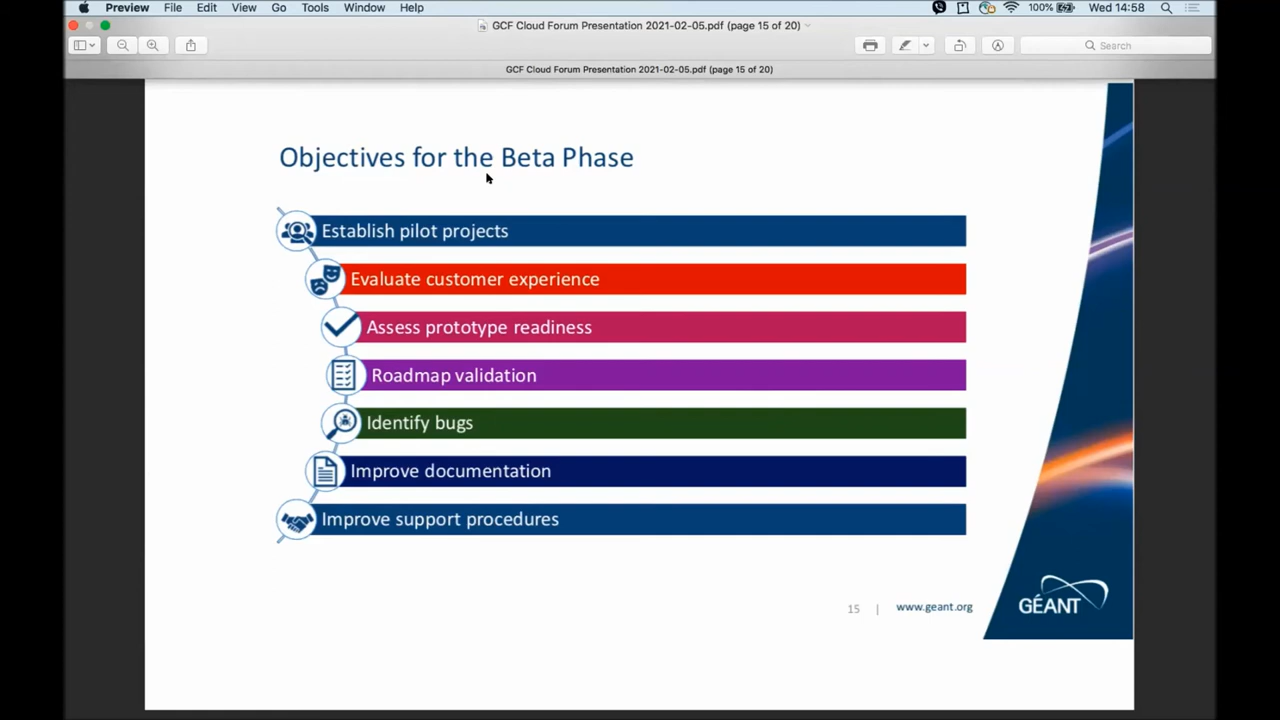 Preview File Edit View Go Tools Window Help 100% Wed 14:58
GCF Cloud Forum Presentation 2021-02-05.pdf (page 15 of 20)
Search
GCF Cloud Forum Presentation 2021-02-05.pdf (page 15 of 20)
Objectives for the Beta Phase
Establish pilot projects
Evaluate customer experience
Assess prototype readiness
Roadmap validation
Identify bugs
Improve documentation
Improve support procedures
15 | www.geant.org
GÉANT